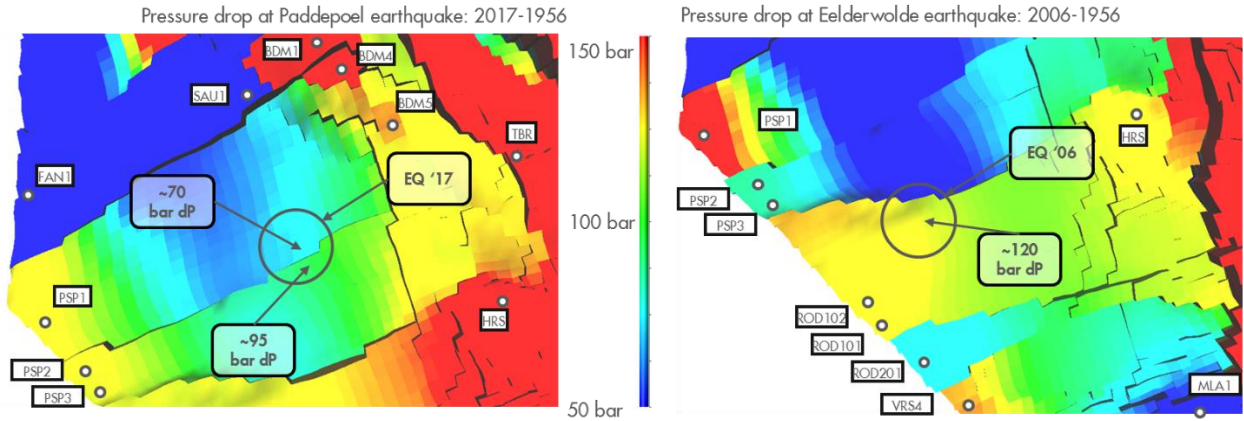 Pressure drop at Paddepoel earthquake: 2017-1956
Pressure drop at Eelderwolde earthquake: 2006-1956
BDM1
BDM4
SAU1
BDM5
TBR
FAN1
~70
bar dP
EQ ‘17
PSP1
HRS
~95
bar dP
PSP2
PSP3
150 bar
100 bar
50 bar
PSP1
HRS
EQ ‘06
PSP2
PSP3
~120
bar dP
ROD102
ROD101
ROD201
MLA1
VRS4